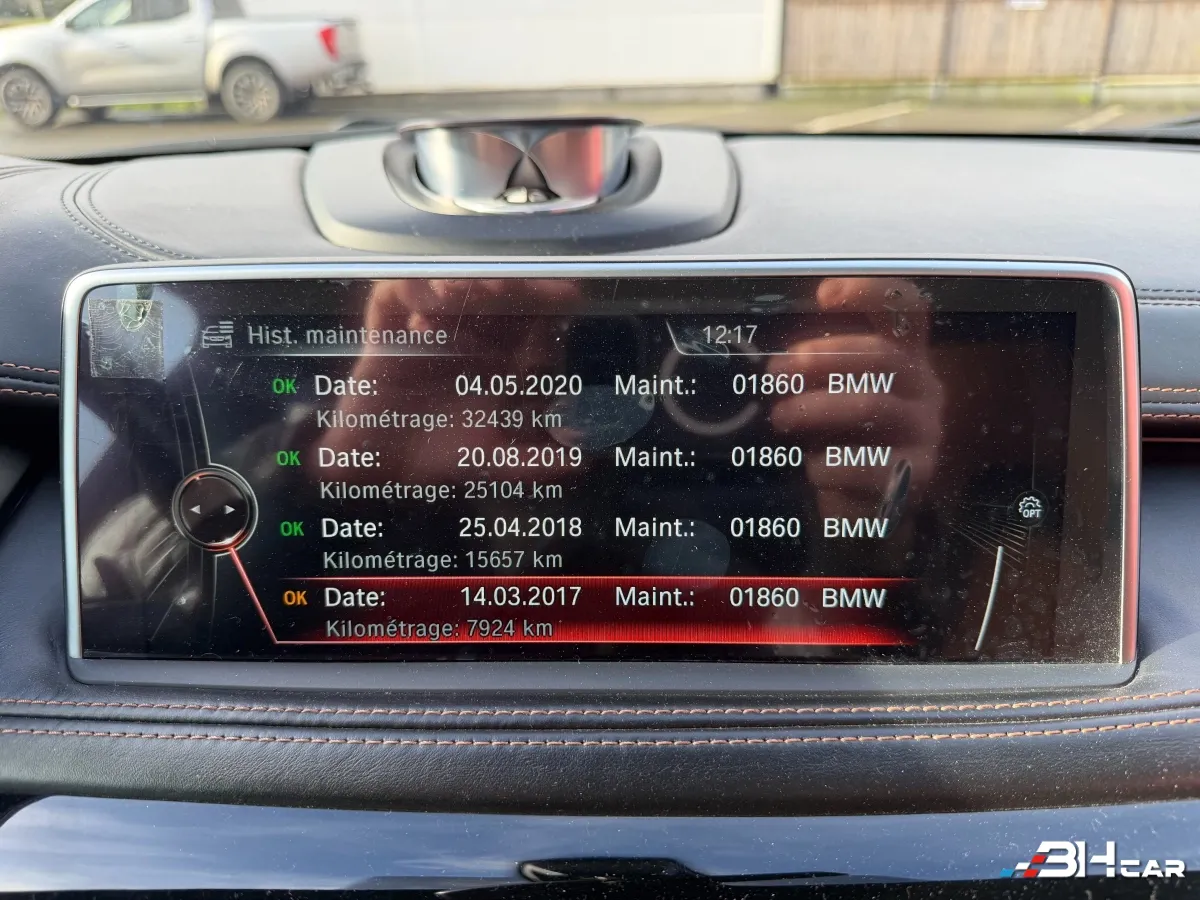 Hist. maintenance 12:17
OK Date: 04.05.2020 Maint.: 01860 BMW
Kilométrage: 32439 km
OK Date: 20.08.2019 Maint.: 01860 BMW
Kilométrage: 25104 km
OK Date: 25.04.2018 Maint.: 01860 BMW
Kilométrage: 15657 km
OPT
OK Date: 14.03.2017 Maint.: 01860 BMW
Kilométrage: 7924 km
BH CAR